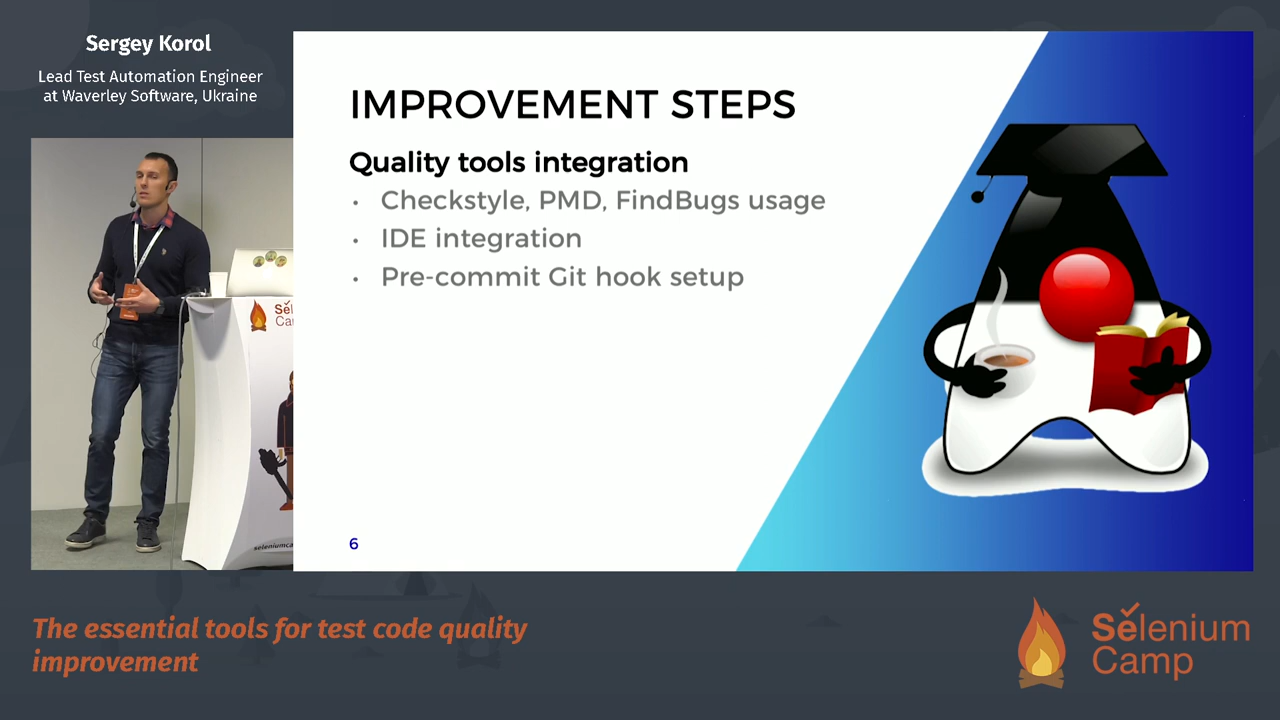 Sergey Korol
Lead Test Automation Engineer
at Waverley Software, Ukraine
IMPROVEMENT STEPS
Quality tools integration
• Checkstyle, PMD, FindBugs usage
• IDE integration
• Pre-commit Git hook setup
6
The essential tools for test code quality
improvement
Selenium
Camp